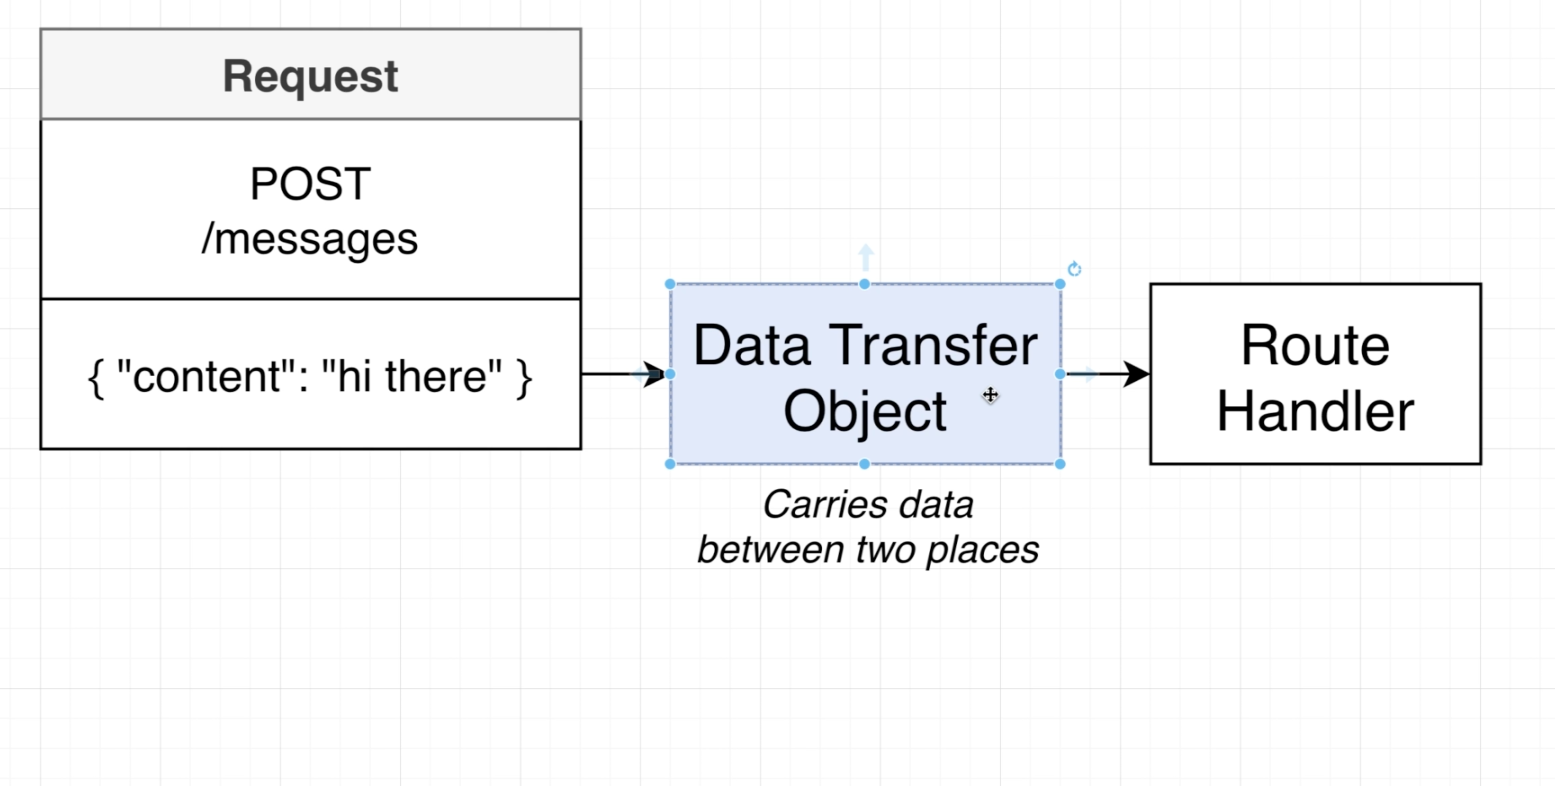 Request
POST
/messages
{ "content": "hi there" }
Data Transfer
Object
Carries data
between two places
Route
Handler